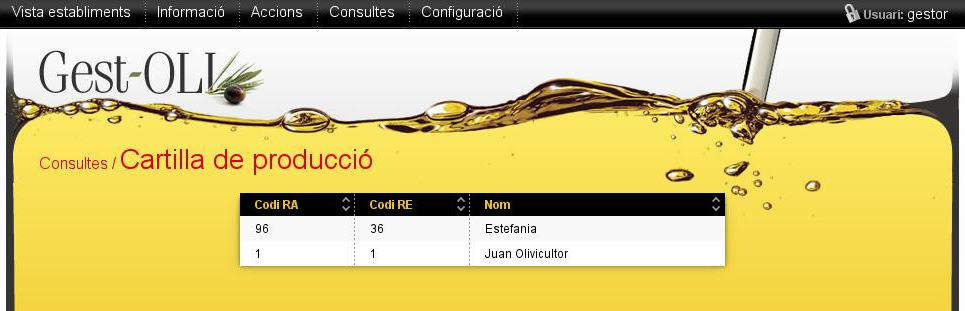 Vista establiments Informació Accions Consultes Configuració Usuari: gestor
Gest-OLI
Consultes / Cartilla de producció
Codi RA Codi RE Nom
96 36 Estefania
1 1 Juan Olivicultor